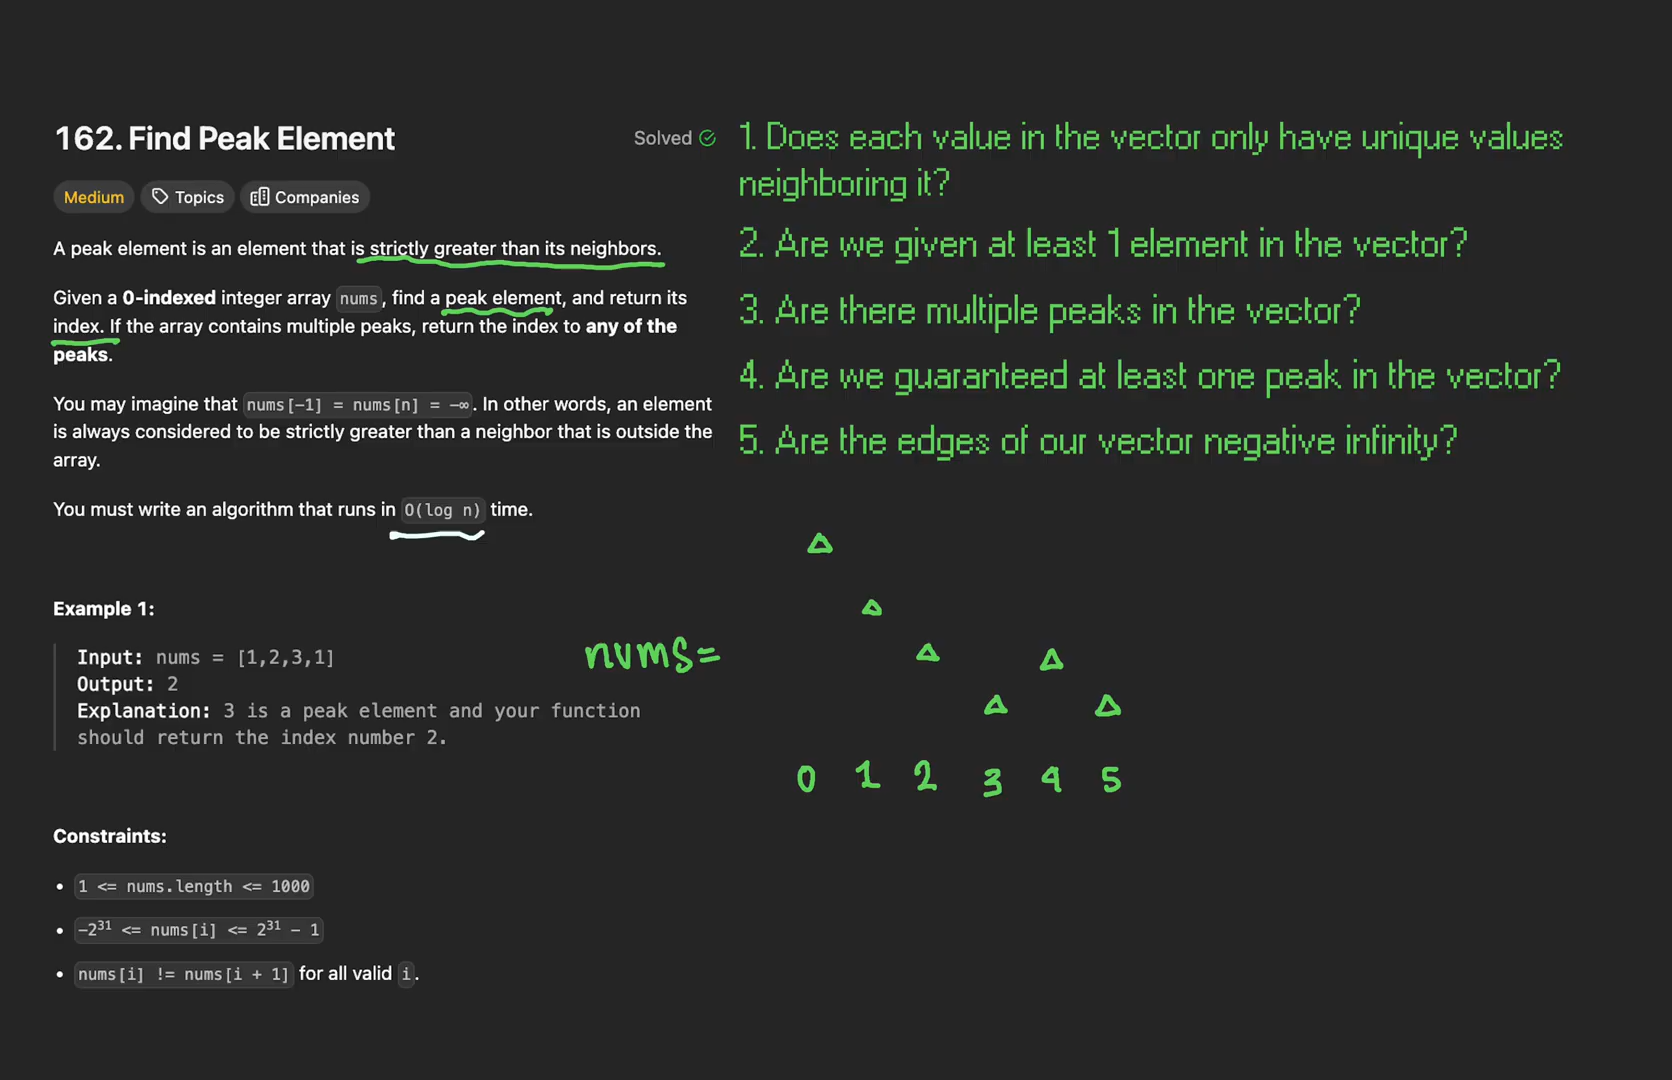 162. Find Peak Element
Solved
Medium
Topics
Companies
A peak element is an element that is strictly greater than its neighbors.
Given a 0-indexed integer array nums, find a peak element, and return its
index. If the array contains multiple peaks, return the index to any of the
peaks.
You may imagine that nums[-1] = nums[n] = -∞. In other words, an element
is always considered to be strictly greater than a neighbor that is outside the
array.
You must write an algorithm that runs in O(log n) time.
Example 1:
Input: nums = [1,2,3,1]
Output: 2
Explanation: 3 is a peak element and your function
should return the index number 2.
Constraints:
• 1 <= nums.length <= 1000
• -2³¹ <= nums[i] <= 2³¹ - 1
• nums[i] != nums[i + 1] for all valid i.
1. Does each value in the vector only have unique values
neighboring it?
2. Are we given at least 1 element in the vector?
3. Are there multiple peaks in the vector?
4. Are we guaranteed at least one peak in the vector?
5. Are the edges of our vector negative infinity?
nums=
0 1 2 3 4 5